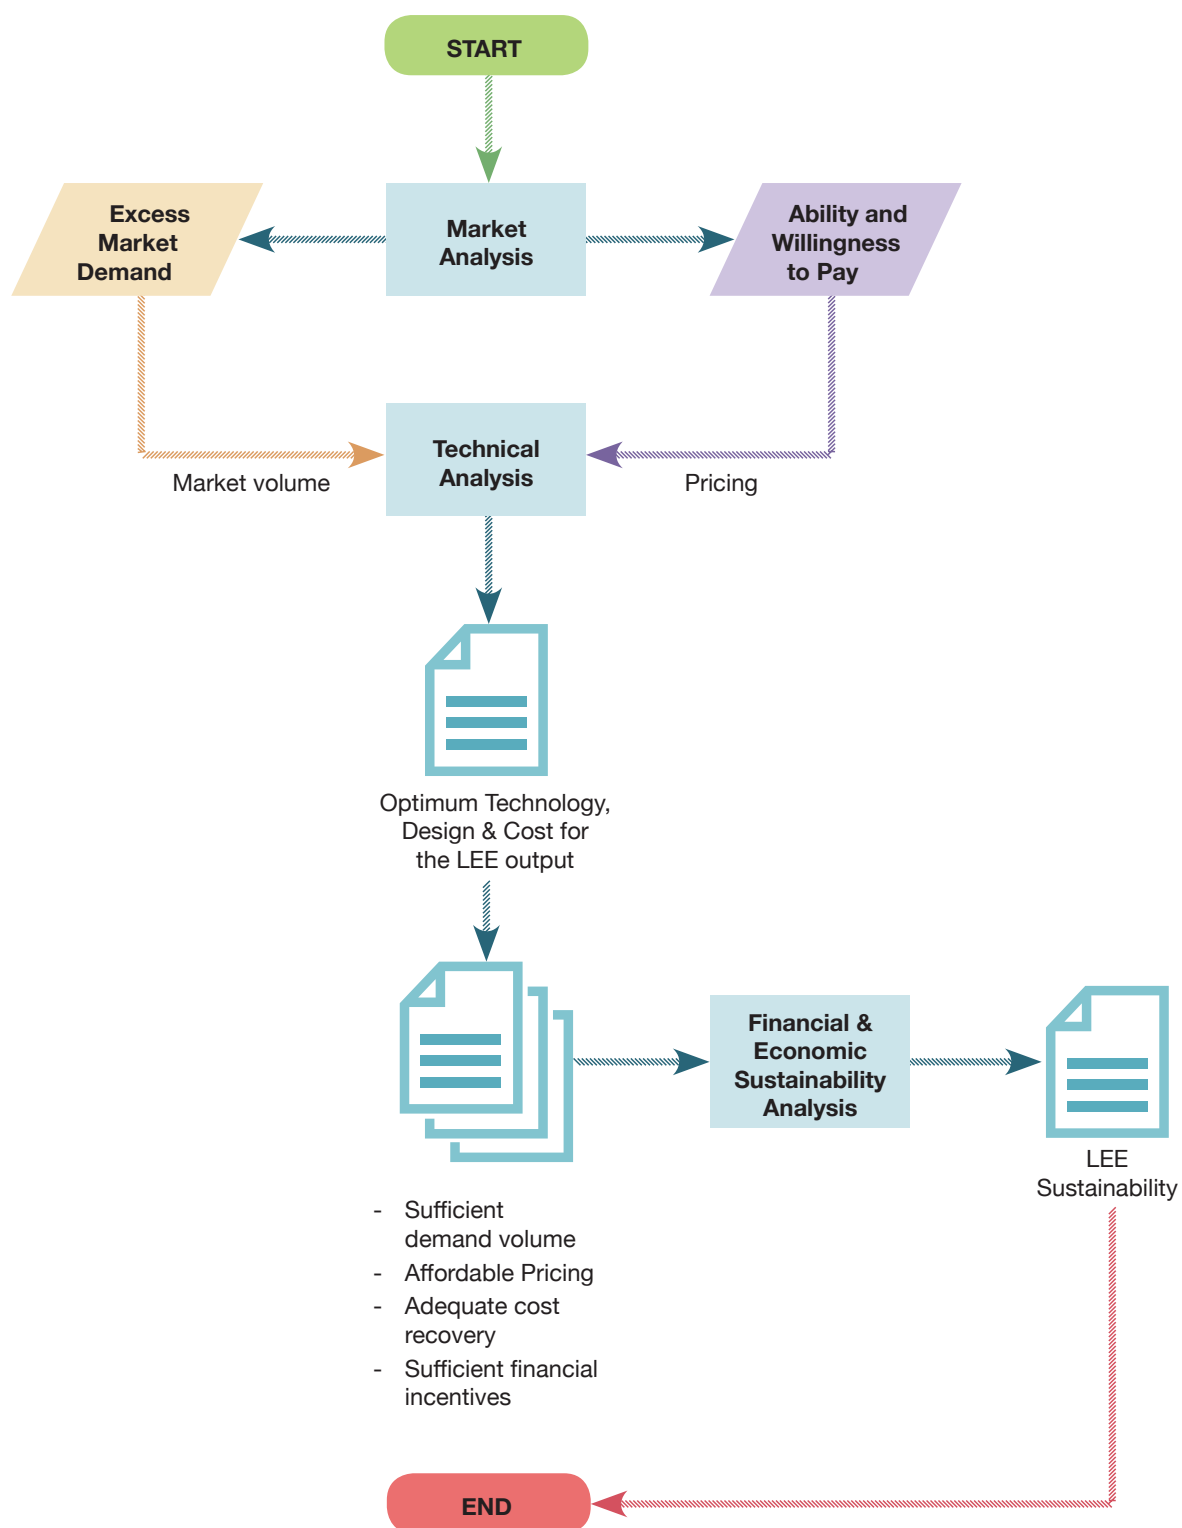 START
Excess
Market
Demand
Market
Analysis
Ability and
Willingness
to Pay
Technical
Analysis
Market volume
Pricing
Optimum Technology,
Design & Cost for
the LEE output
Financial &
Economic
Sustainability
Analysis
LEE
Sustainability
- Sufficient
demand volume
- Affordable Pricing
- Adequate cost
recovery
- Sufficient financial
incentives
END